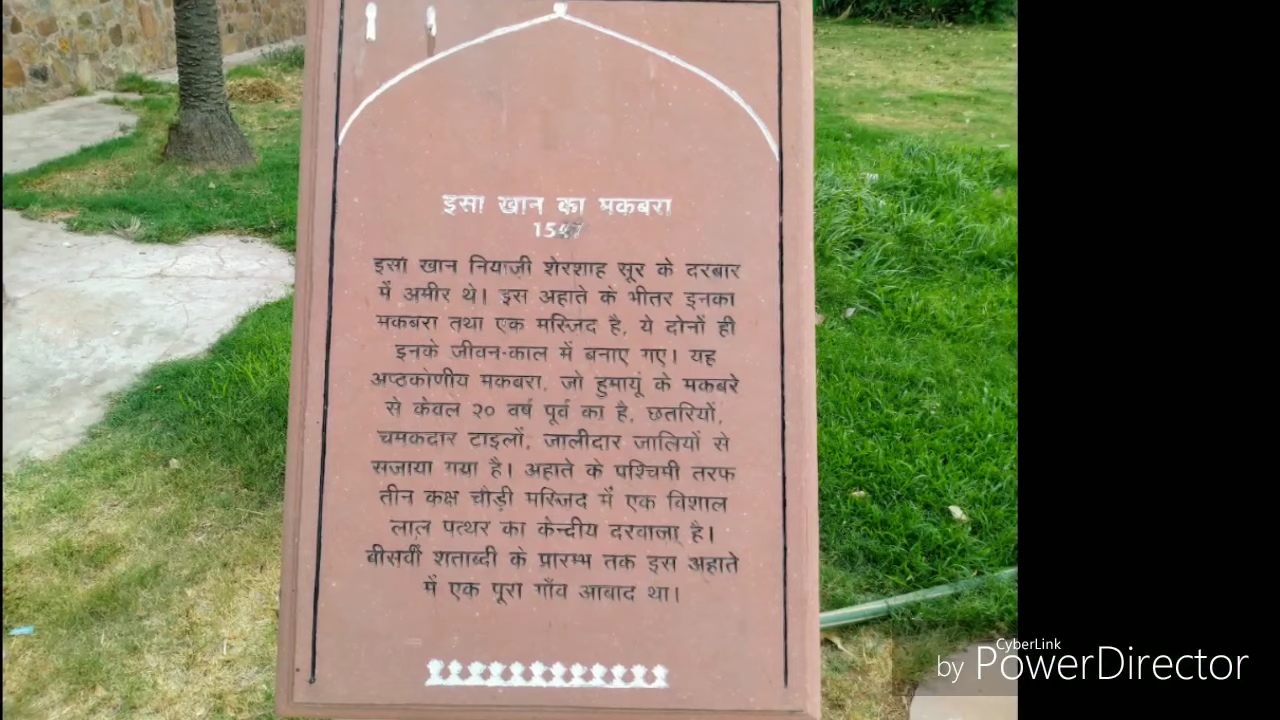 इसा खान का मकबरा
1547
इसा खान नियाज़ी शेरशाह सूर के दरबार
में अमीर थे। इस अहाते के भीतर इनका
मकबरा तथा एक मस्जिद है, ये दोनों ही
इनके जीवन-काल में बनाए गए। यह
अष्ठकोणीय मकबरा, जो हुमायूं के मकबरे
से केवल २० वर्ष पूर्व का है, छतरियों,
चमकदार टाइलों, जालीदार जालियों से
सजाया गया है। अहाते के पश्चिमी तरफ
तीन कक्ष चौड़ी मस्जिद में एक विशाल
लाल पत्थर का केन्दीय दरवाजा है।
बीसवीं शताब्दी के प्रारम्भ तक इस अहाते
में एक पूरा गाँव आबाद था।
CyberLink
by PowerDirector